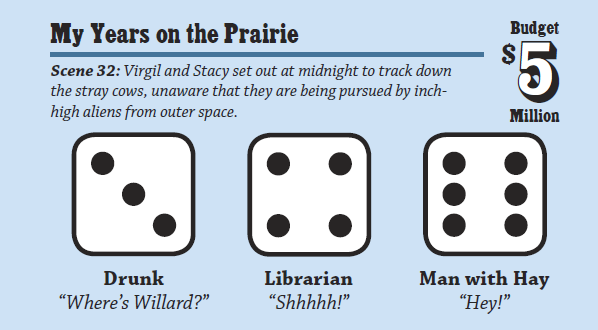 My Years on the Prairie
Budget
$5
Million
Scene 32: Virgil and Stacy set out at midnight to track down
the stray cows, unaware that they are being pursued by inch-
high aliens from outer space.
Drunk
"Where's Willard?"
Librarian
"Shhhhh!"
Man with Hay
"Hey!"